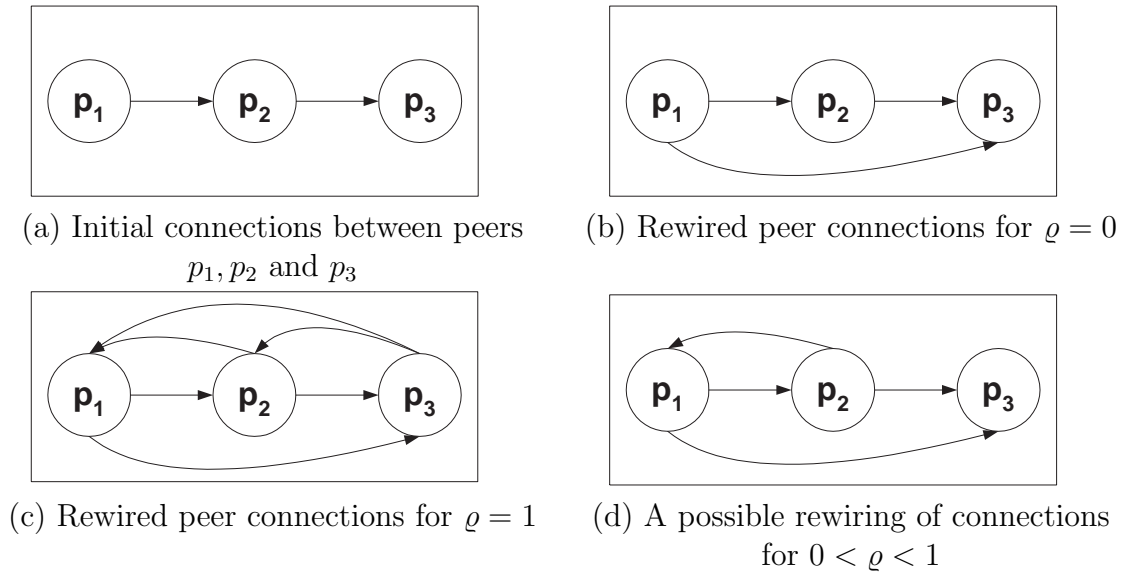 p1 p2 p3
p1 p2 p3
(a) Initial connections between peers
p1, p2 and p3
(b) Rewired peer connections for ϱ = 0
p1 p2 p3
p1 p2 p3
(c) Rewired peer connections for ϱ = 1
(d) A possible rewiring of connections
for 0 < ϱ < 1